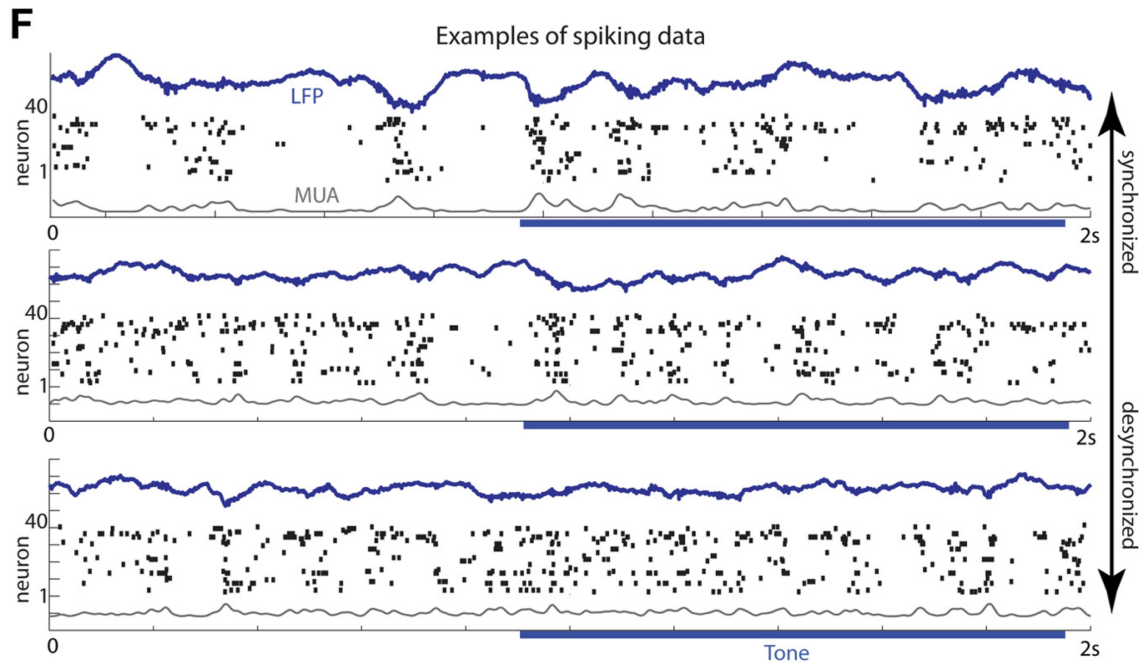 F
Examples of spiking data
LFP
40
neuron
1
MUA
0
2s
synchronized
40
neuron
1
0
2s
desynchronized
40
neuron
1
0
Tone
2s